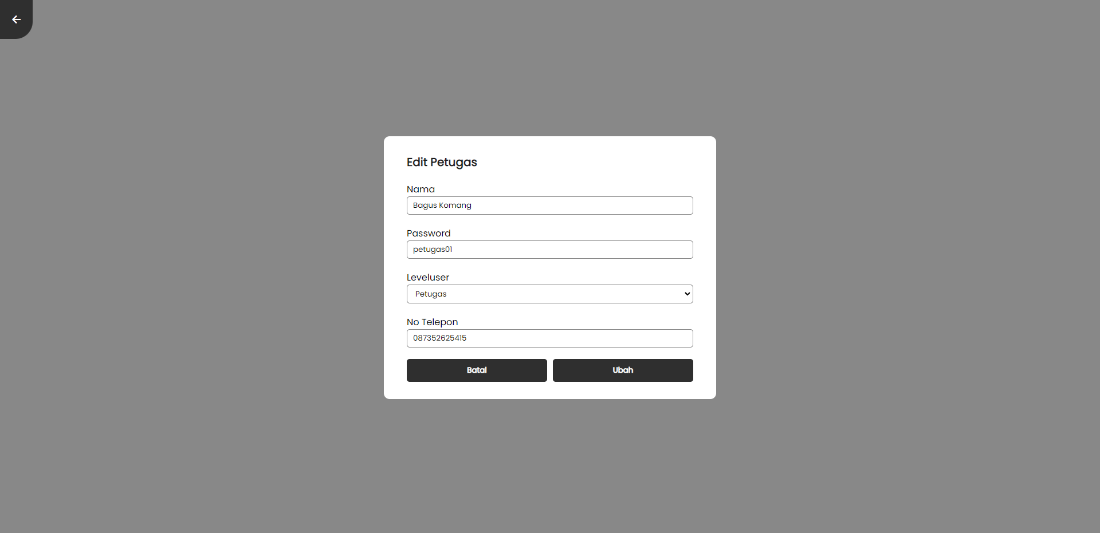 Edit Petugas
Nama
Bagus Komang
Password
petugas01
Leveluser
Petugas
No Telepon
087352625415
Batal Ubah